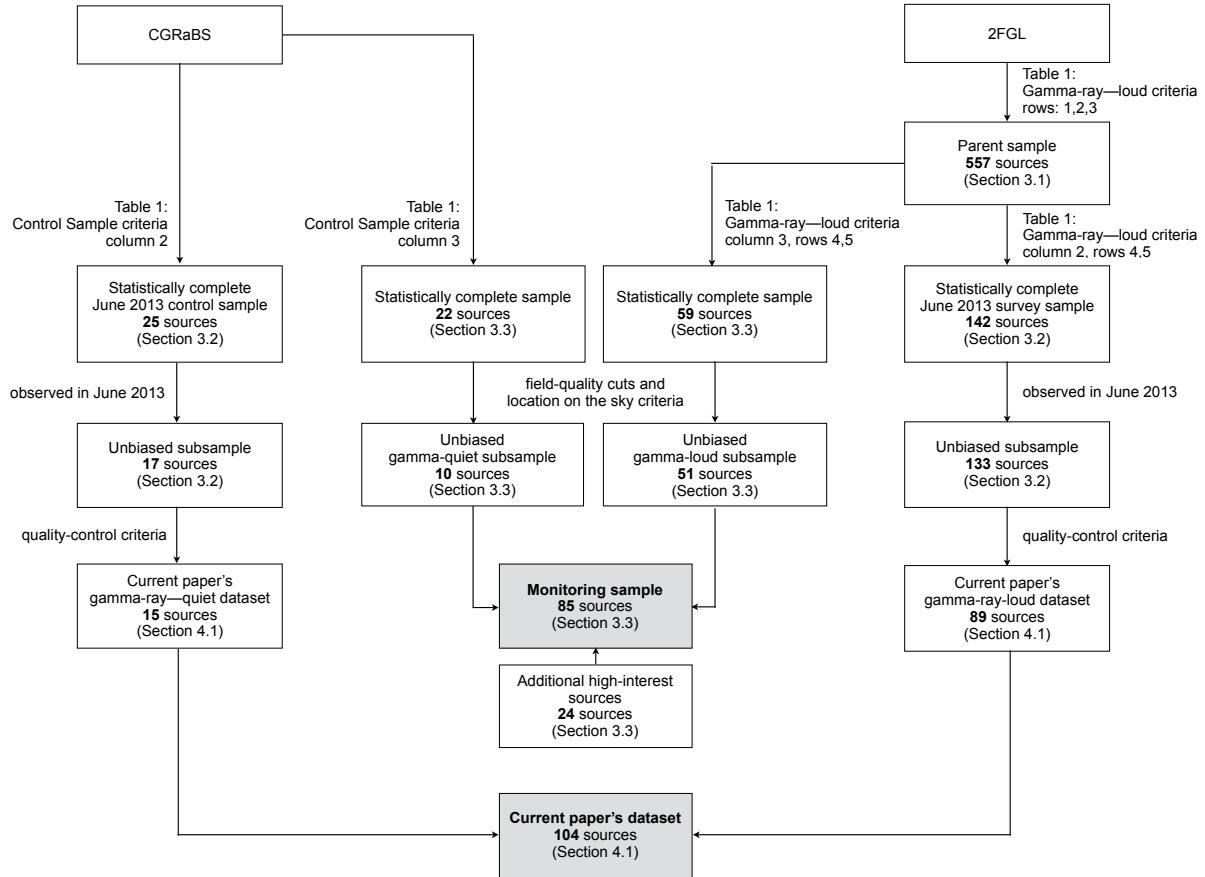 CGRaBS
2FGL
Table 1:
Gamma-ray—loud criteria
rows: 1,2,3
Parent sample
557 sources
(Section 3.1)
Table 1:
Control Sample criteria
column 2
Table 1:
Control Sample criteria
column 3
Table 1:
Gamma-ray—loud criteria
column 3, rows 4,5
Table 1:
Gamma-ray—loud criteria
column 2, rows 4,5
Statistically complete
June 2013 control sample
25 sources
(Section 3.2)
Statistically complete sample
22 sources
(Section 3.3)
Statistically complete sample
59 sources
(Section 3.3)
Statistically complete
June 2013 survey sample
142 sources
(Section 3.2)
observed in June 2013
field-quality cuts and
location on the sky criteria
observed in June 2013
Unbiased subsample
17 sources
(Section 3.2)
Unbiased
gamma-quiet subsample
10 sources
(Section 3.3)
Unbiased
gamma-loud subsample
51 sources
(Section 3.3)
Unbiased subsample
133 sources
(Section 3.2)
quality-control criteria
quality-control criteria
Current paper's
gamma-ray—quiet dataset
15 sources
(Section 4.1)
Monitoring sample
85 sources
(Section 3.3)
Current paper's
gamma-ray-loud dataset
89 sources
(Section 4.1)
Additional high-interest
sources
24 sources
(Section 3.3)
Current paper's dataset
104 sources
(Section 4.1)